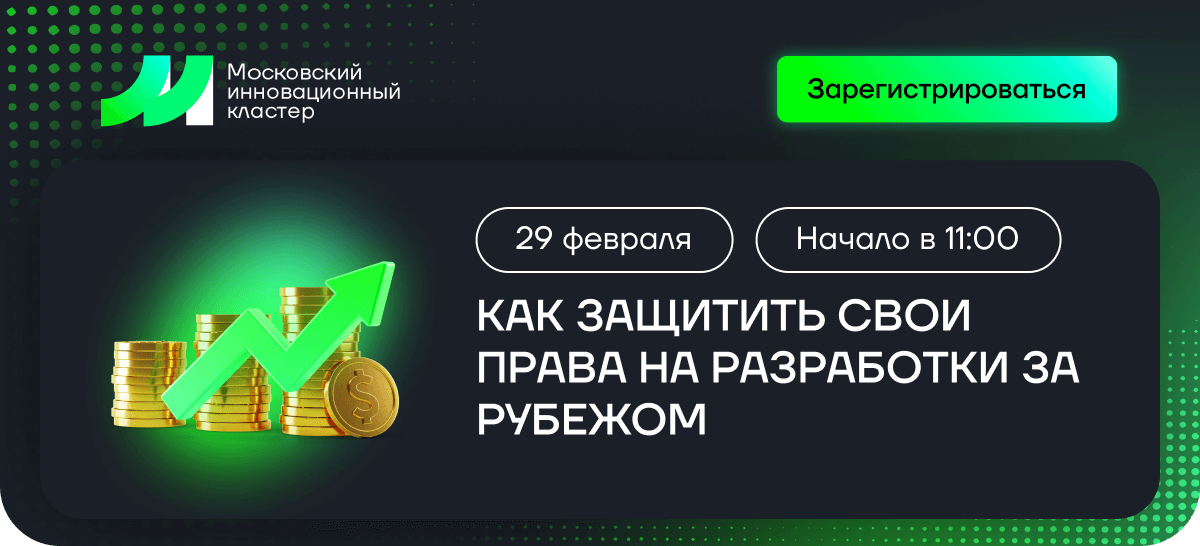 Московский
инновационный
кластер
Зарегистрироваться
29 февраля
Начало в 11:00
КАК ЗАЩИТИТЬ СВОИ
ПРАВА НА РАЗРАБОТКИ ЗА
РУБЕЖОМ